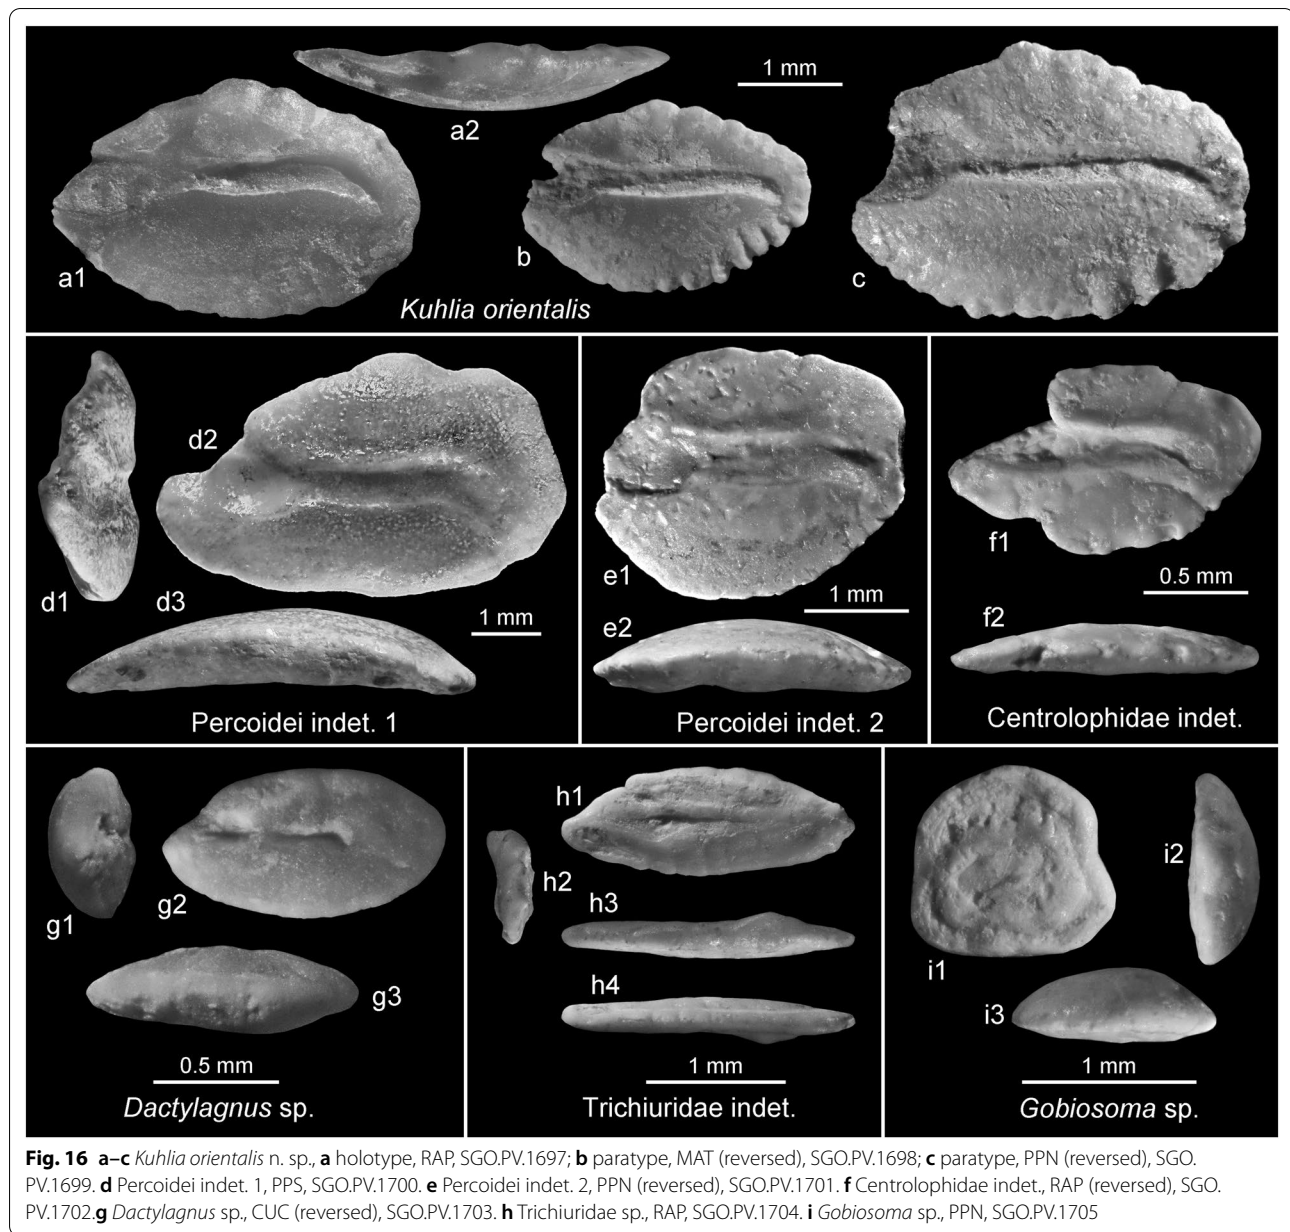 a2
1 mm
a1
b
c
Kuhlia orientalis
d2
d1
d3
1 mm
Percoidei indet. 1
e1
1 mm
e2
Percoidei indet. 2
f1
0.5 mm
f2
Centrolophidae indet.
g1
g2
g3
0.5 mm
Dactylagnus sp.
h1
h2
h3
h4
1 mm
Trichiuridae indet.
i1
i2
i3
1 mm
Gobiosoma sp.
Fig. 16 a–c Kuhlia orientalis n. sp., a holotype, RAP, SGO.PV.1697; b paratype, MAT (reversed), SGO.PV.1698; c paratype, PPN (reversed), SGO.
PV.1699. d Percoidei indet. 1, PPS, SGO.PV.1700. e Percoidei indet. 2, PPN (reversed), SGO.PV.1701. f Centrolophidae indet., RAP (reversed), SGO.
PV.1702.g Dactylagnus sp., CUC (reversed), SGO.PV.1703. h Trichiuridae sp., RAP, SGO.PV.1704. i Gobiosoma sp., PPN, SGO.PV.1705